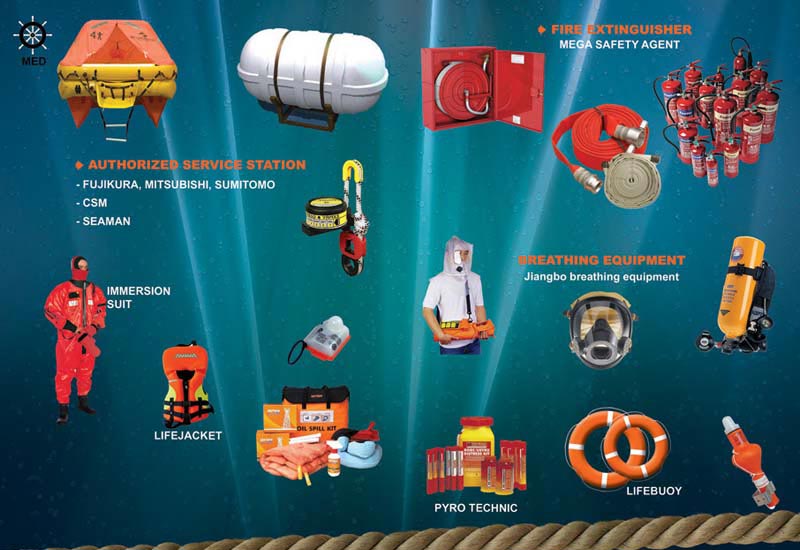 MED
FIRE EXTINGUISHER
MEGA SAFETY AGENT
AUTHORIZED SERVICE STATION
- FUJIKURA, MITSUBISHI, SUMITOMO
- CSM
- SEAMAN
BREATHING EQUIPMENT
Jiangbo breathing equipment
IMMERSION
SUIT
LIFEJACKET
OIL SPILL KIT
PYRO TECHNIC
LIFEBUOY